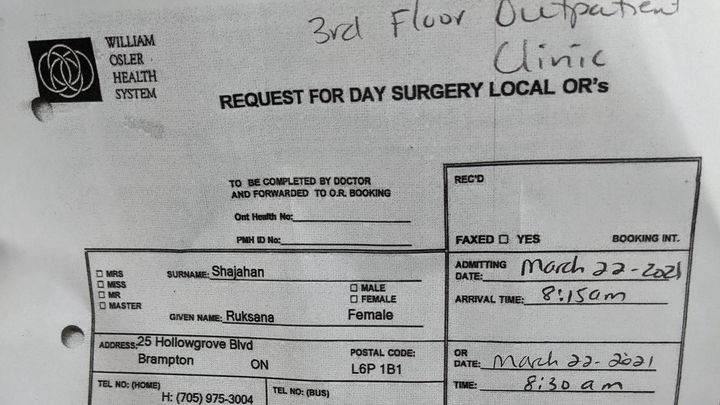 3rd Floor Outpatient
Clinic
WILLIAM
OSLER
HEALTH
SYSTEM
REQUEST FOR DAY SURGERY LOCAL OR's
TO BE COMPLETED BY DOCTOR
AND FORWARDED TO O.R. BOOKING
Ont Health No:
PMH ID No:
REC'D
FAXED ☐ YES BOOKING INT.
☐ MRS
☐ MISS
☐ MR
☐ MASTER
SURNAME: Shajahan
☐ MALE
☐ FEMALE
GIVEN NAME: Ruksana Female
ADMITTING
DATE: March 22-2021
ARRIVAL TIME: 8:15am
ADDRESS: 25 Hollowgrove Blvd
Brampton ON
POSTAL CODE:
L6P 1B1
OR
DATE: March 22-2021
TIME: 8:30 am
TEL NO: (HOME)
H: (705) 975-3004
TEL NO: (BUS)